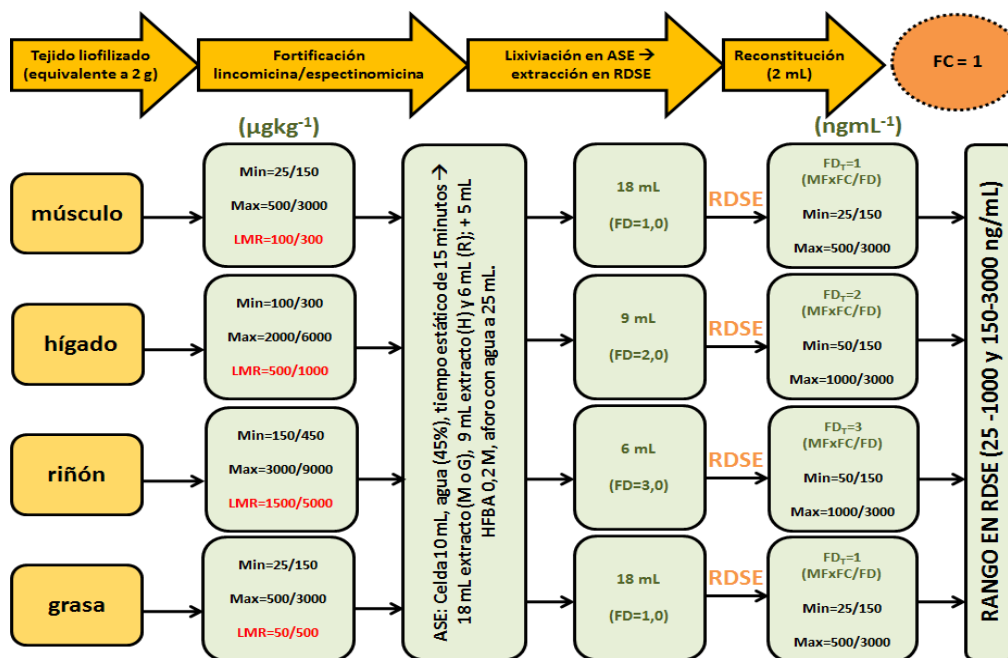 Tejido liofilizado
(equivalente a 2 g)
Fortificación
lincomicina/espectinomicina
Lixiviación en ASE →
extracción en RDSE
Reconstitución
(2 mL)
FC = 1
(µgkg⁻¹)
(ngmL⁻¹)
músculo
Min=25/150
Max=500/3000
LMR=100/300
hígado
Min=100/300
Max=2000/6000
LMR=500/1000
riñón
Min=150/450
Max=3000/9000
LMR=1500/5000
grasa
Min=25/150
Max=500/3000
LMR=50/500
ASE: Celda 10 mL, agua (45%), tiempo estático de 15 minutos →
18 mL extracto (M o G), 9 mL extracto (H) y 6 mL (R); + 5 mL
HFBA 0,2 M, aforo con agua a 25 mL.
18 mL
(FD=1,0)
RDSE
FD_T=1
(MFxFC/FD)
Min=25/150
Max=500/3000
9 mL
(FD=2,0)
RDSE
FD_T=2
(MFxFC/FD)
Min=50/150
Max=1000/3000
6 mL
(FD=3,0)
RDSE
FD_T=3
(MFxFC/FD)
Min=50/150
Max=1000/3000
18 mL
(FD=1,0)
RDSE
FD_T=1
(MFxFC/FD)
Min=25/150
Max=500/3000
RANGO EN RDSE (25 -1000 y 150-3000 ng/mL)